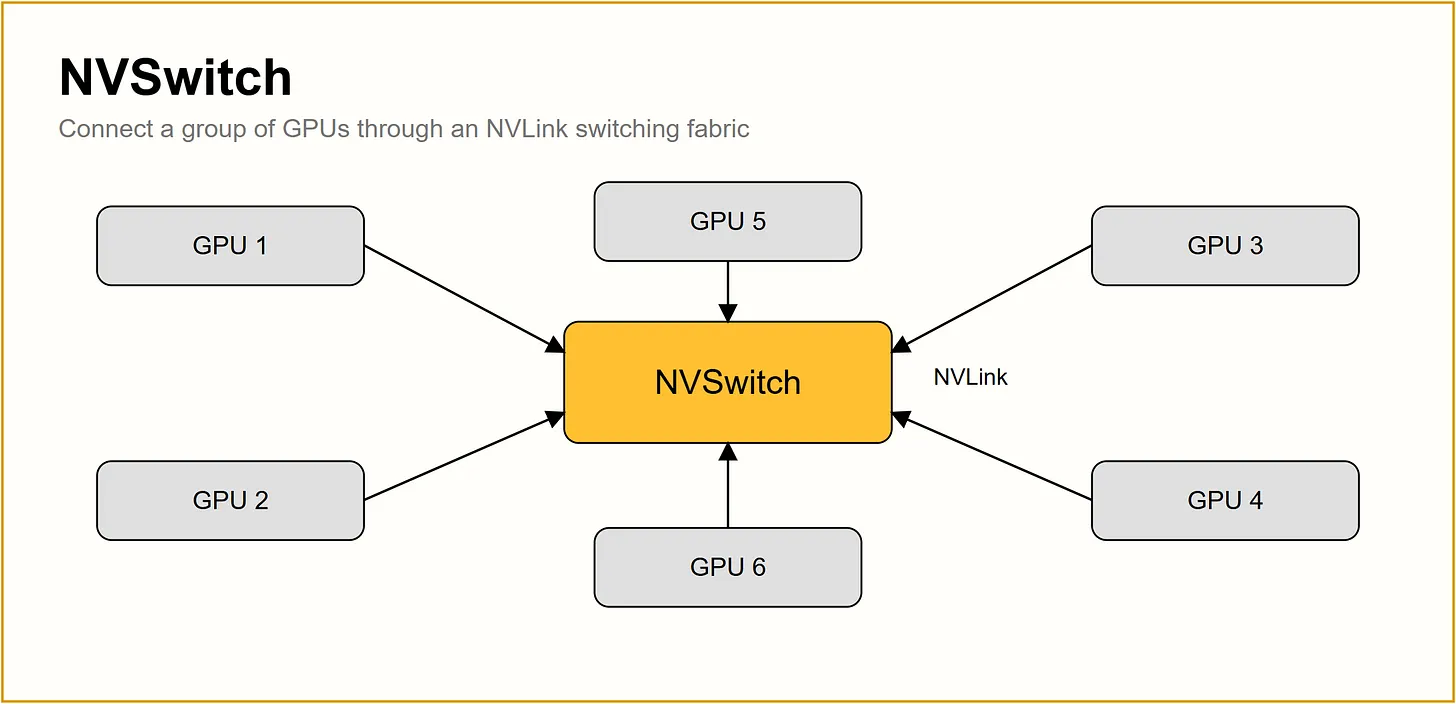 NVSwitch
Connect a group of GPUs through an NVLink switching fabric
GPU 5
GPU 1
GPU 3
NVSwitch
NVLink
GPU 2
GPU 4
GPU 6